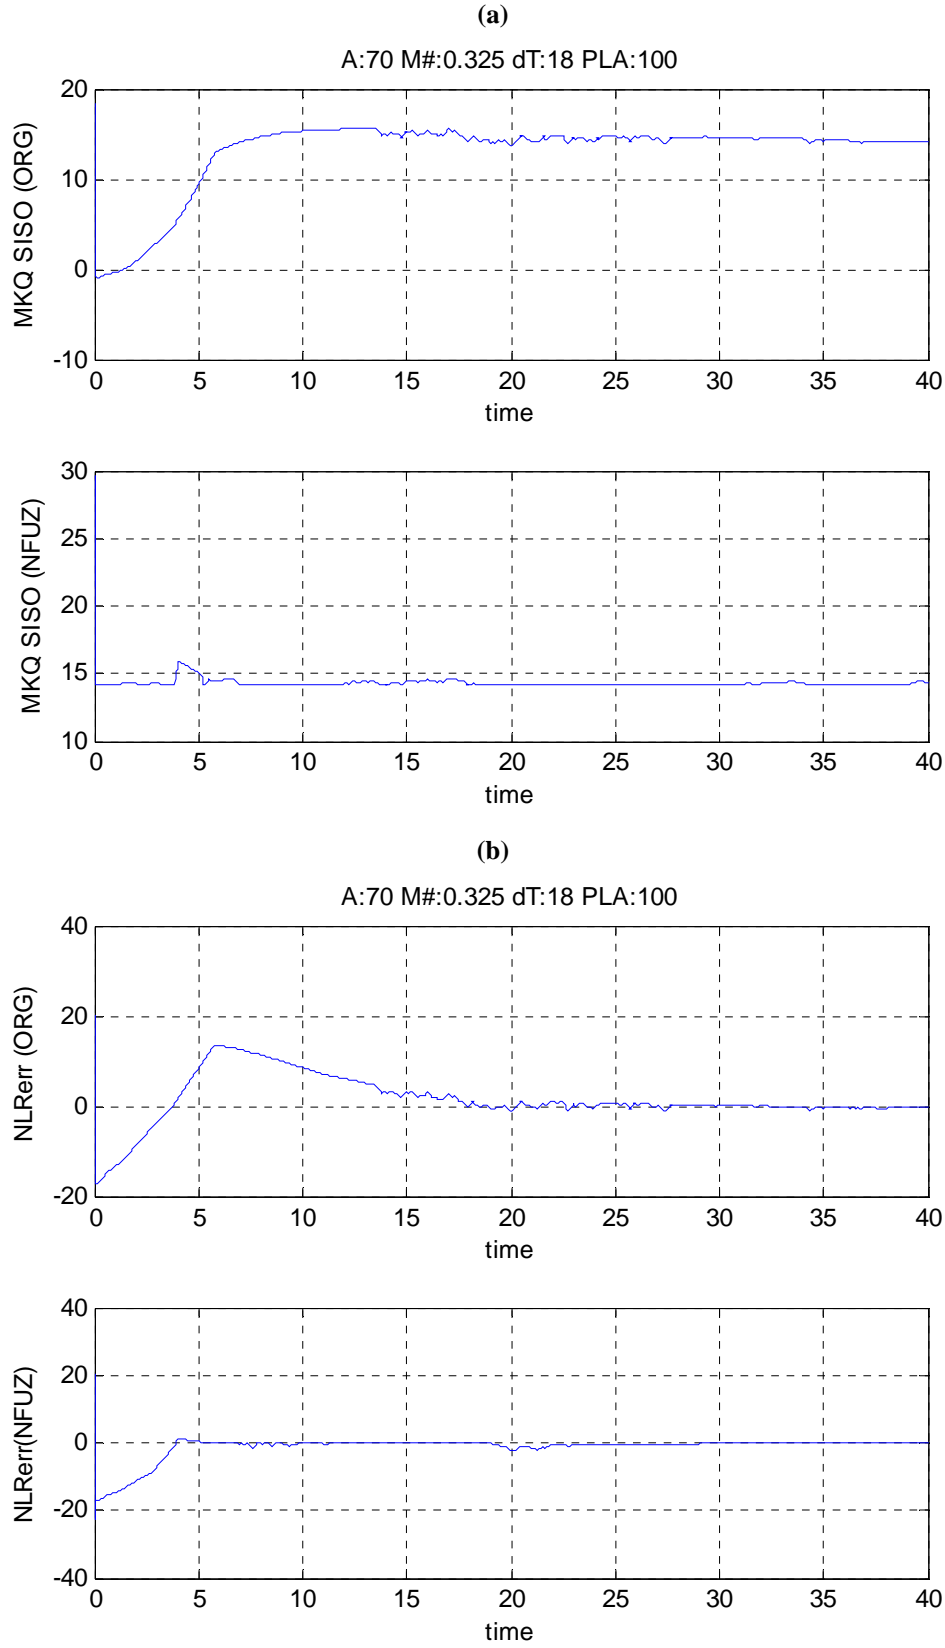 (a)
A:70 M#:0.325 dT:18 PLA:100
MKQ SISO (ORG)
20
10
0
-10
0 5 10 15 20 25 30 35 40
time
MKQ SISO (NFUZ)
30
25
20
15
10
0 5 10 15 20 25 30 35 40
time
(b)
A:70 M#:0.325 dT:18 PLA:100
NLRerr (ORG)
40
20
0
-20
0 5 10 15 20 25 30 35 40
time
NLRerr(NFUZ)
40
20
0
-20
-40
0 5 10 15 20 25 30 35 40
time